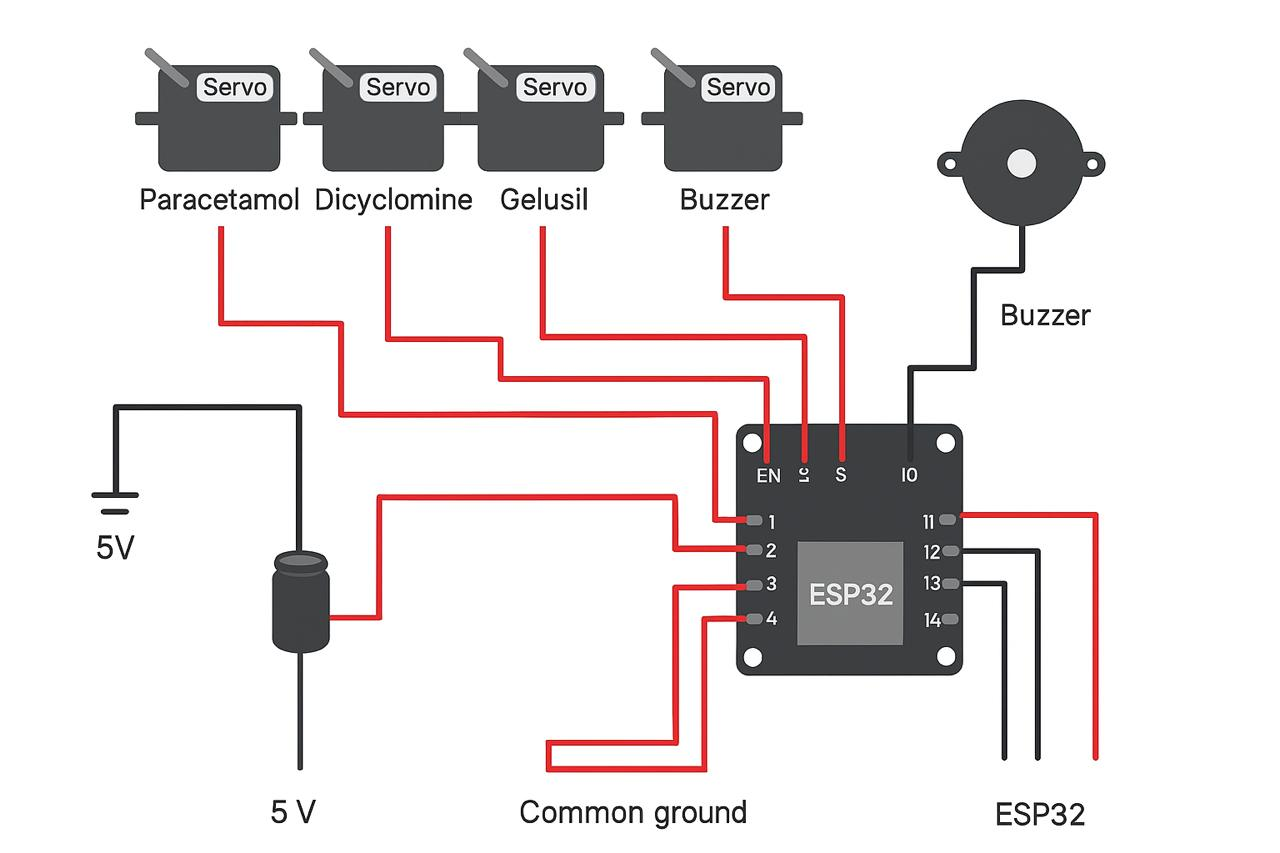 Servo
Servo
Servo
Servo
Paracetamol
Dicyclomine
Gelusil
Buzzer
Buzzer
EN
S
IO
1
2
3
4
11
12
13
14
ESP32
5V
5 V
Common ground
ESP32